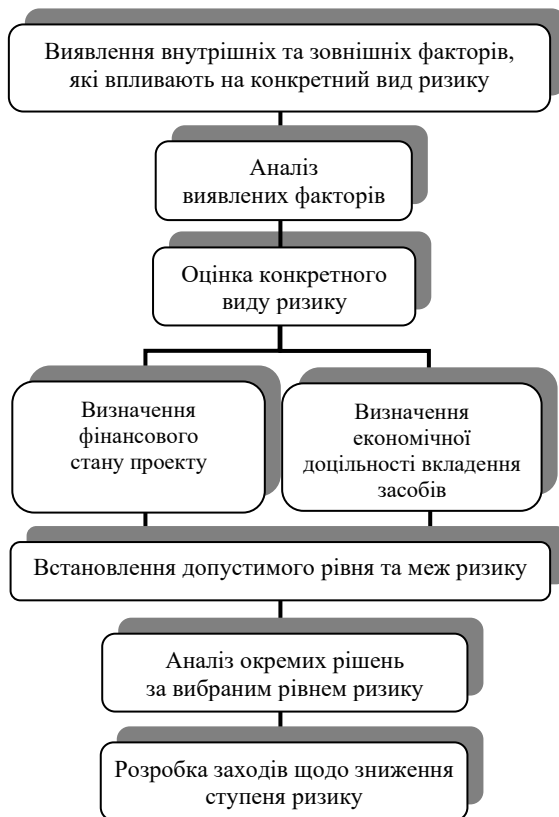 Виявлення внутрішніх та зовнішніх факторів,
які впливають на конкретний вид ризику
Аналіз
виявлених факторів
Оцінка конкретного
виду ризику
Визначення
фінансового
стану проекту
Визначення
економічної
доцільності вкладення
засобів
Встановлення допустимого рівня та меж ризику
Аналіз окремих рішень
за вибраним рівнем ризику
Розробка заходів щодо зниження
ступеня ризику